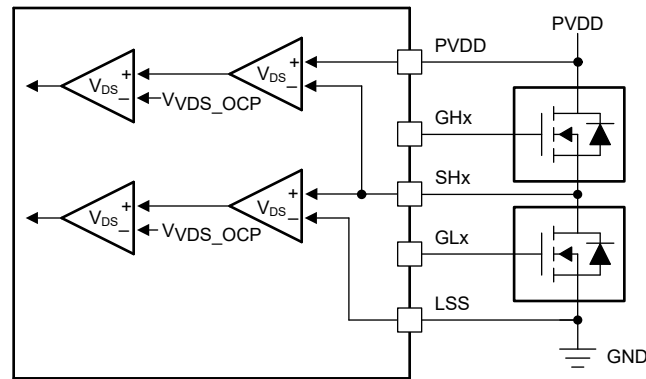 PVDD
PVDD
+
VDS
−
VVDS_OCP
+
VDS
−
GHx
SHx
+
VDS
−
VVDS_OCP
+
VDS
−
GLx
LSS
GND